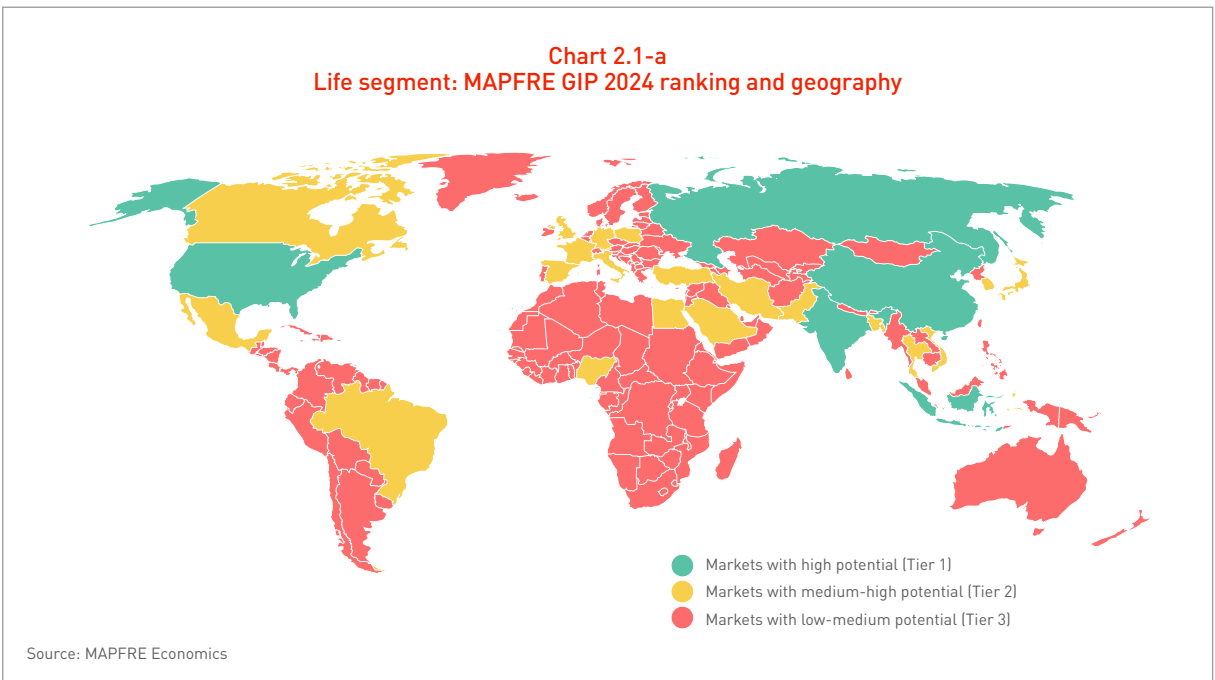 Chart 2.1-a
Life segment: MAPFRE GIP 2024 ranking and geography
Markets with high potential (Tier 1)
Markets with medium-high potential (Tier 2)
Markets with low-medium potential (Tier 3)
Source: MAPFRE Economics